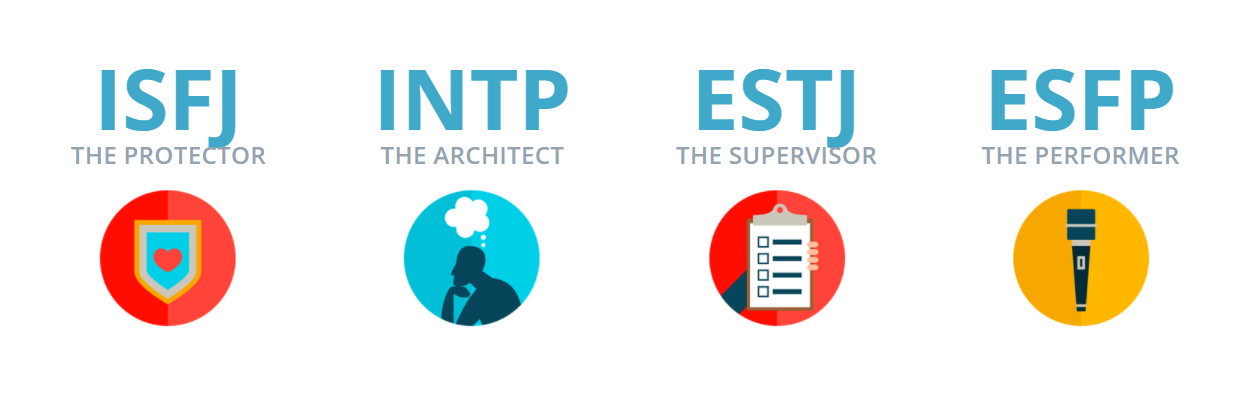 ISFJ
THE PROTECTOR
INTP
THE ARCHITECT
ESTJ
THE SUPERVISOR
ESFP
THE PERFORMER